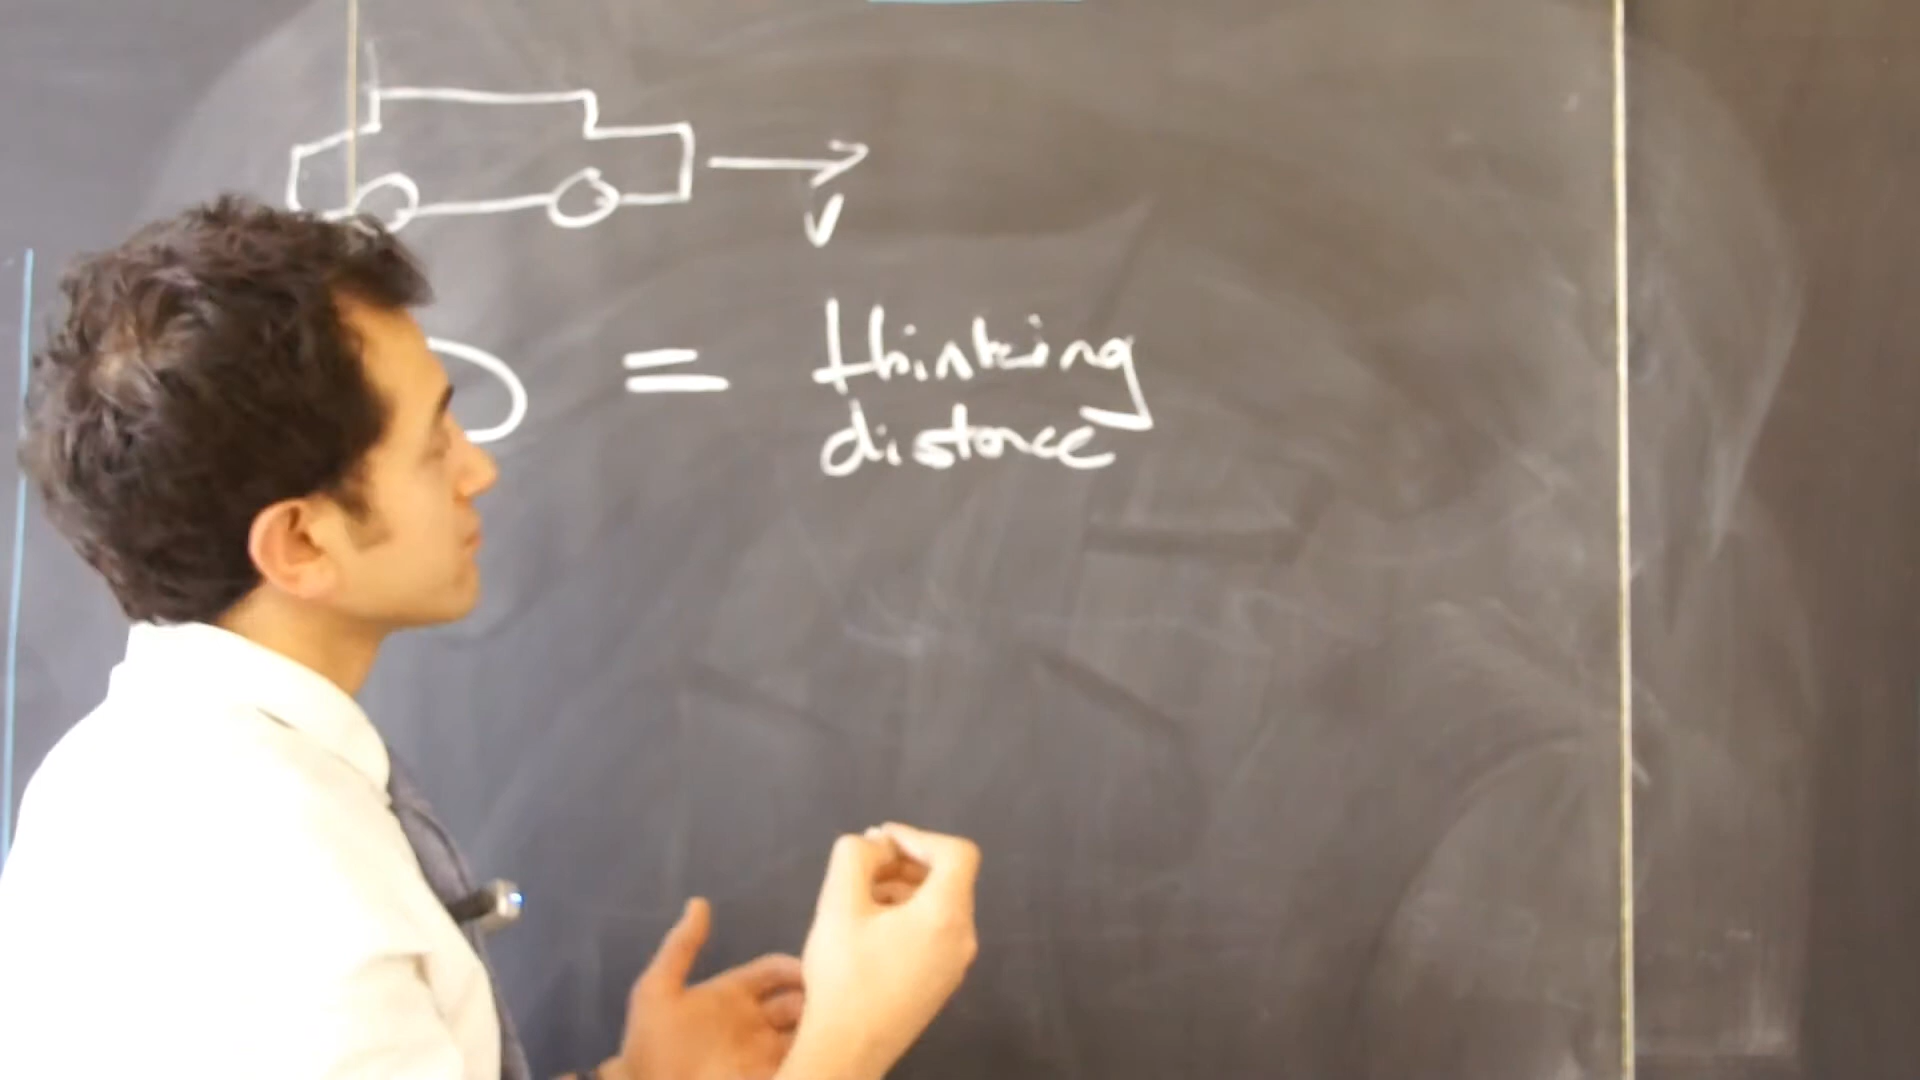 V
= thinking
distance